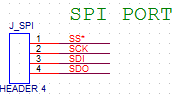 SPI PORT
J_SPI
1 SS*
2 SCK
3 SDI
4 SDO
HEADER 4